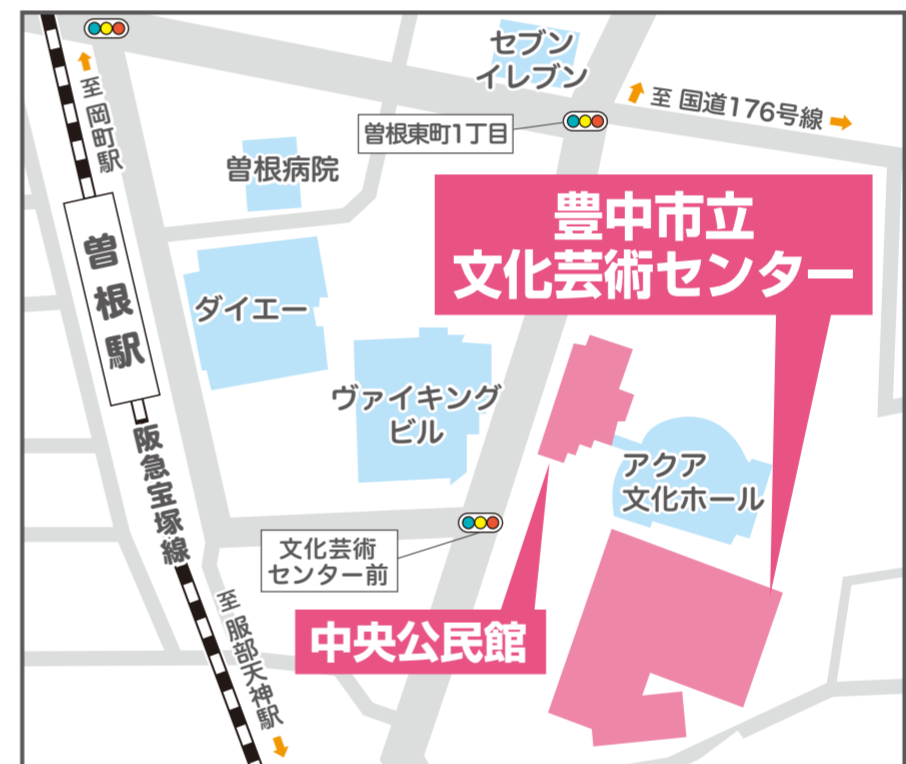 セブン
イレブン
至 岡町駅
至 国道176号線
曽根東町1丁目
曽根病院
豊中市立
文化芸術センター
曽根駅
ダイエー
ヴァイキング
ビル
アクア
文化ホール
阪急宝塚線
文化芸術
センター前
中央公民館
至 服部天神駅